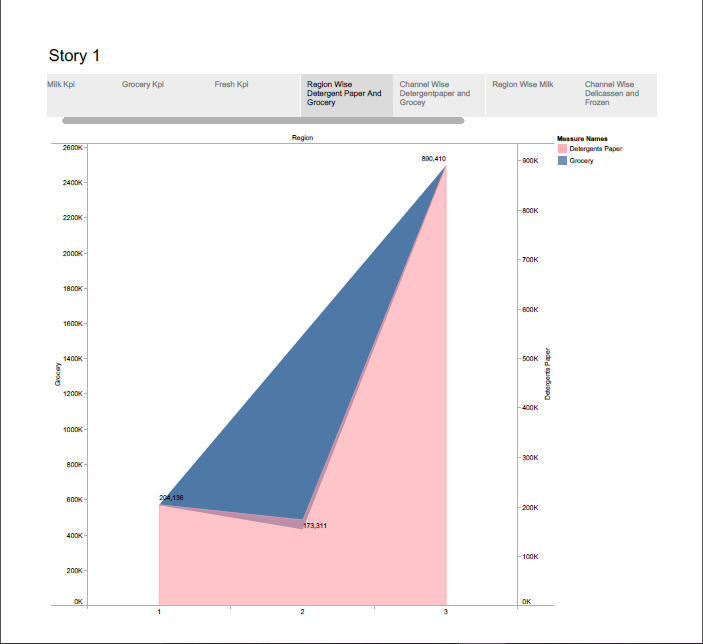 Story 1
Milk Kpi
Grocery Kpi
Fresh Kpi
Region Wise
Detergent Paper And
Grocery
Channel Wise
Detergentpaper and
Grocey
Region Wise Milk
Channel Wise
Delicassen and
Frozen
Region
Measure Names
Detergents Paper
Grocery
2600K
2400K
2200K
2000K
1800K
1600K
1400K
1200K
1000K
800K
600K
400K
200K
0K
Grocery
890,410
204,136
173,311
900K
800K
700K
600K
500K
400K
300K
200K
100K
0K
Detergents Paper
1
2
3